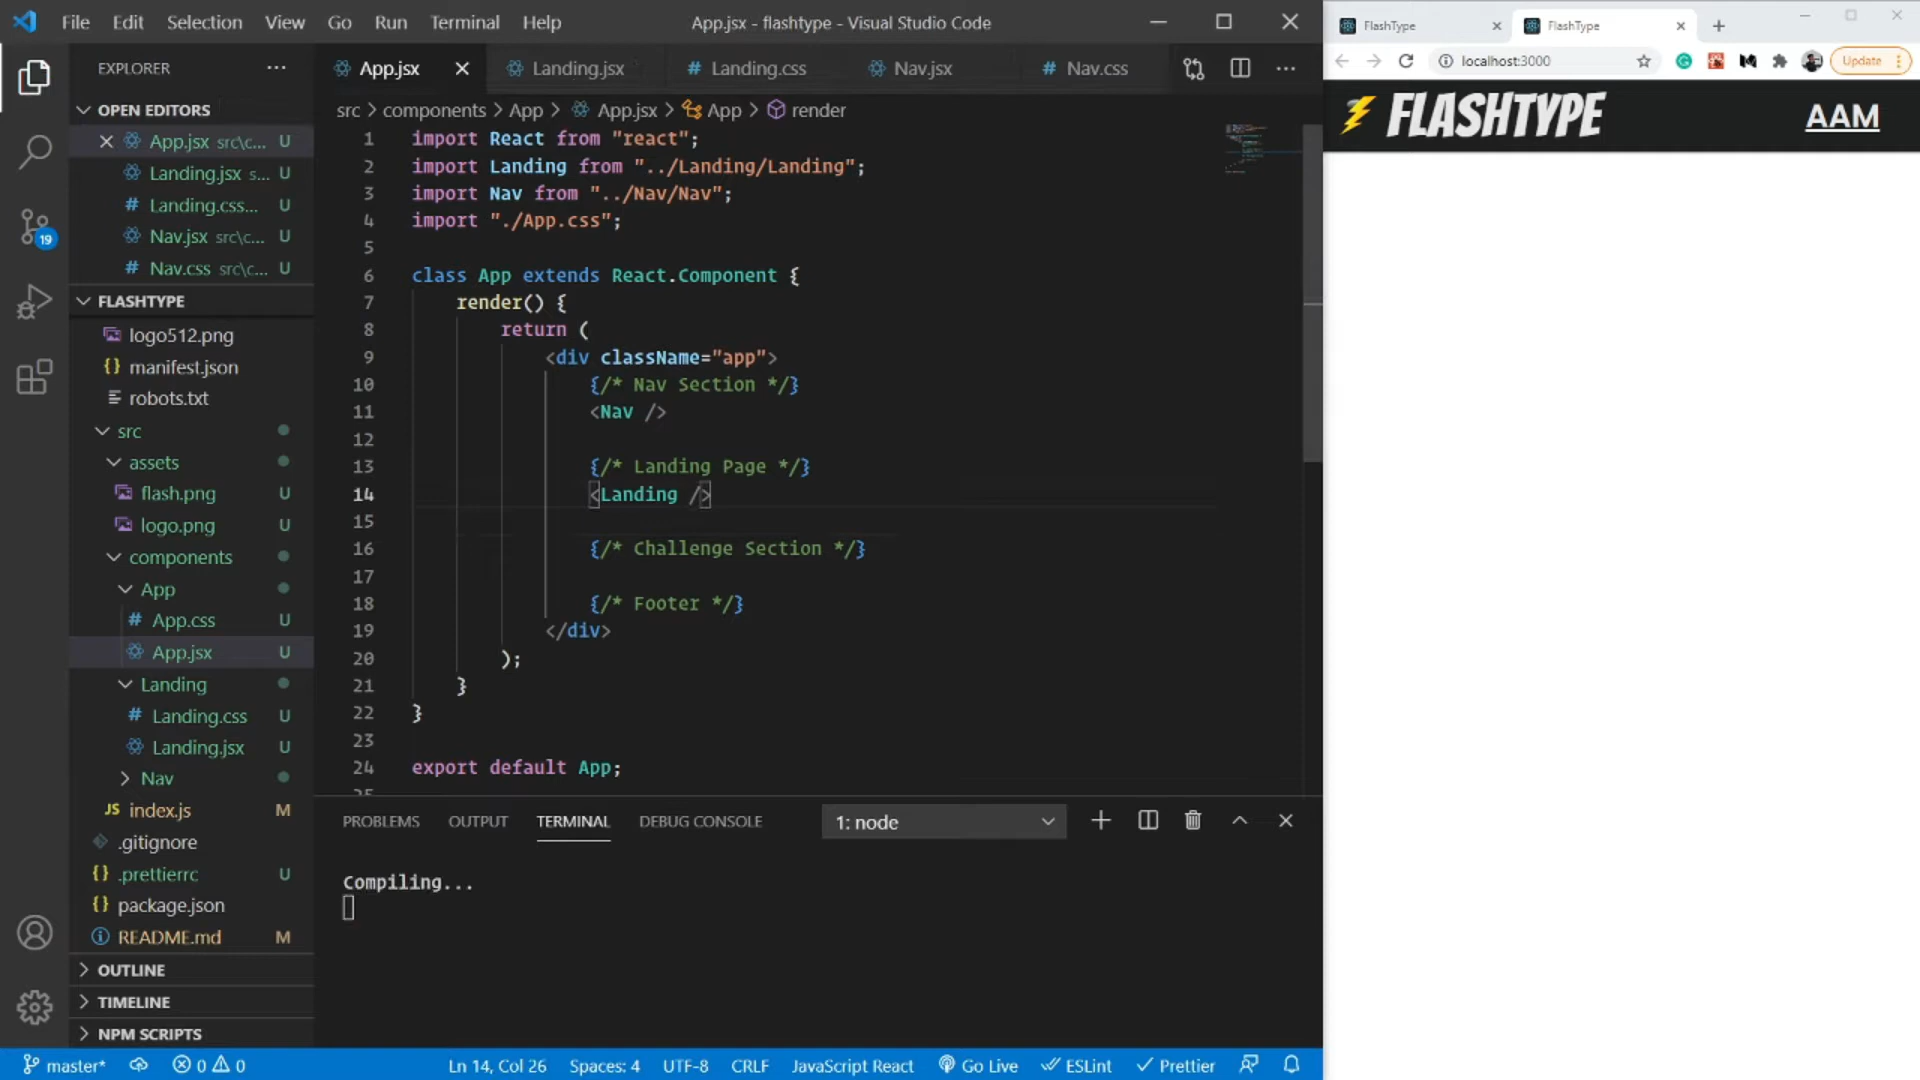 File Edit Selection View Go Run Terminal Help App.jsx - flashtype - Visual Studio Code
EXPLORER
OPEN EDITORS
App.jsx src\c... U
Landing.jsx s... U
Landing.css... U
Nav.jsx src\c... U
Nav.css src\c... U
FLASHTYPE
logo512.png
manifest.json
robots.txt
src
assets
flash.png U
logo.png U
components
App
App.css U
App.jsx U
Landing
Landing.css U
Landing.jsx U
Nav
JS index.js M
.gitignore
{} .prettierrc U
{} package.json
README.md M
OUTLINE
TIMELINE
NPM SCRIPTS
19
App.jsx Landing.jsx # Landing.css Nav.jsx # Nav.css
src > components > App > App.jsx > App > render
1 import React from "react";
2 import Landing from "../Landing/Landing";
3 import Nav from "../Nav/Nav";
4 import "./App.css";
5
6 class App extends React.Component {
7 render() {
8 return (
9 <div className="app">
10 {/* Nav Section */}
11 <Nav />
12
13 {/* Landing Page */}
14 <Landing />
15
16 {/* Challenge Section */}
17
18 {/* Footer */}
19 </div>
20 );
21 }
22 }
23
24 export default App;
25
PROBLEMS OUTPUT TERMINAL DEBUG CONSOLE 1: node
Compiling...
master* 0 0 Ln 14, Col 26 Spaces: 4 UTF-8 CRLF JavaScript React Go Live ESLint Prettier
FlashType FlashType
localhost:3000 Update
FLASHTYPE AAM